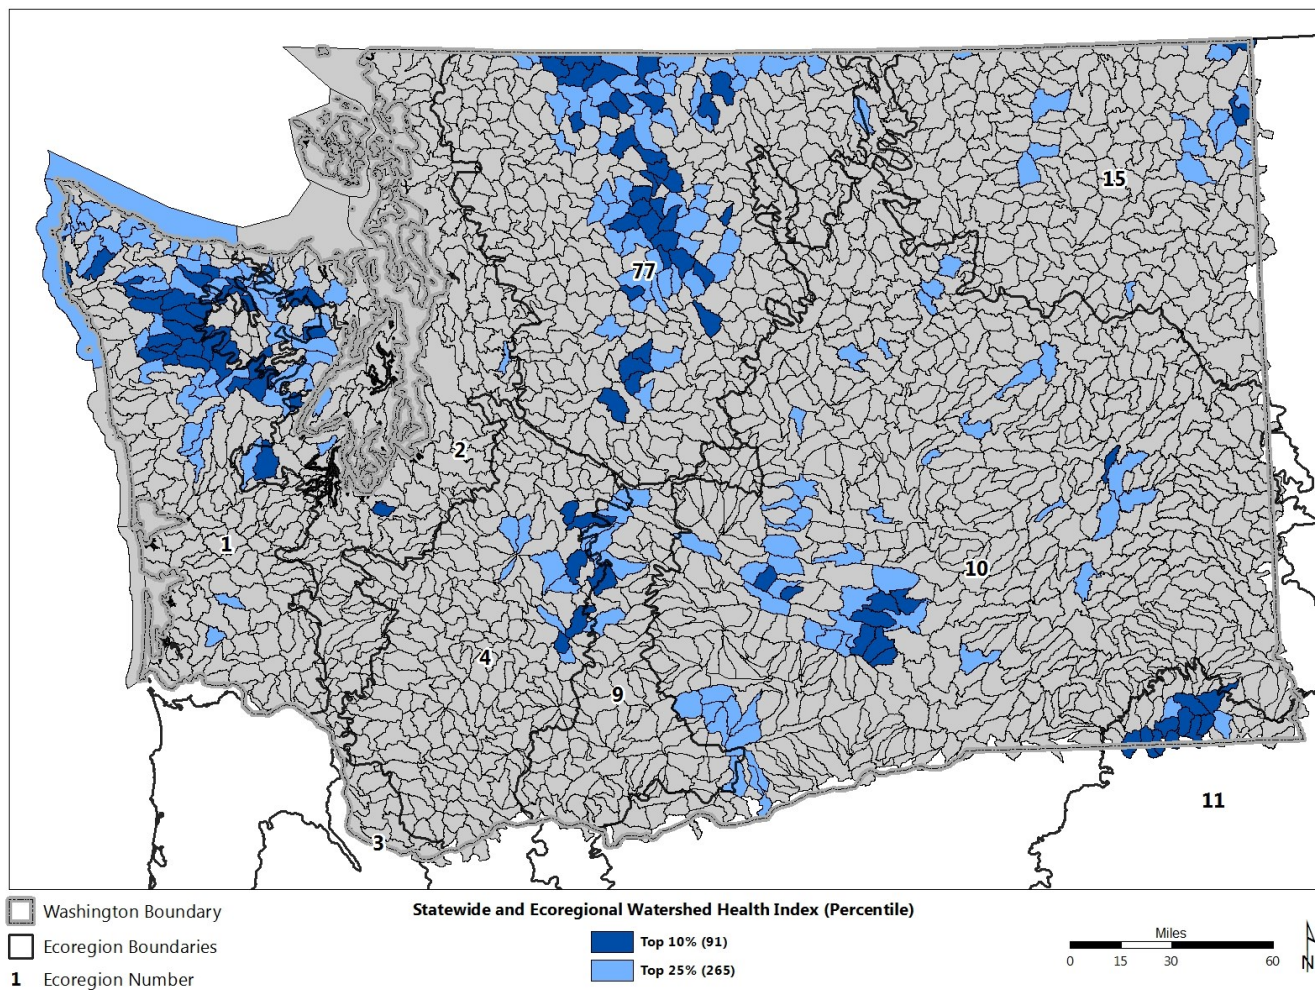 15
77
2
1
10
4
9
11
3
Washington Boundary
Ecoregion Boundaries
1 Ecoregion Number
Statewide and Ecoregional Watershed Health Index (Percentile)
Top 10% (91)
Top 25% (265)
Miles
0 15 30 60
N